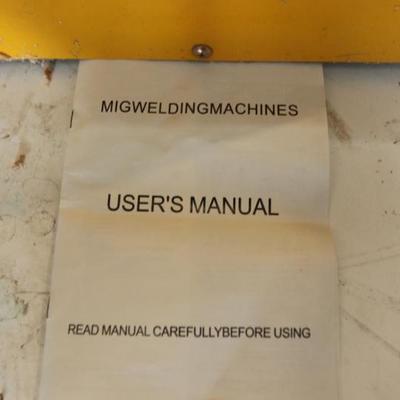 MIGWELDINGMACHINES
USER'S MANUAL
READ MANUAL CAREFULLYBEFORE USING